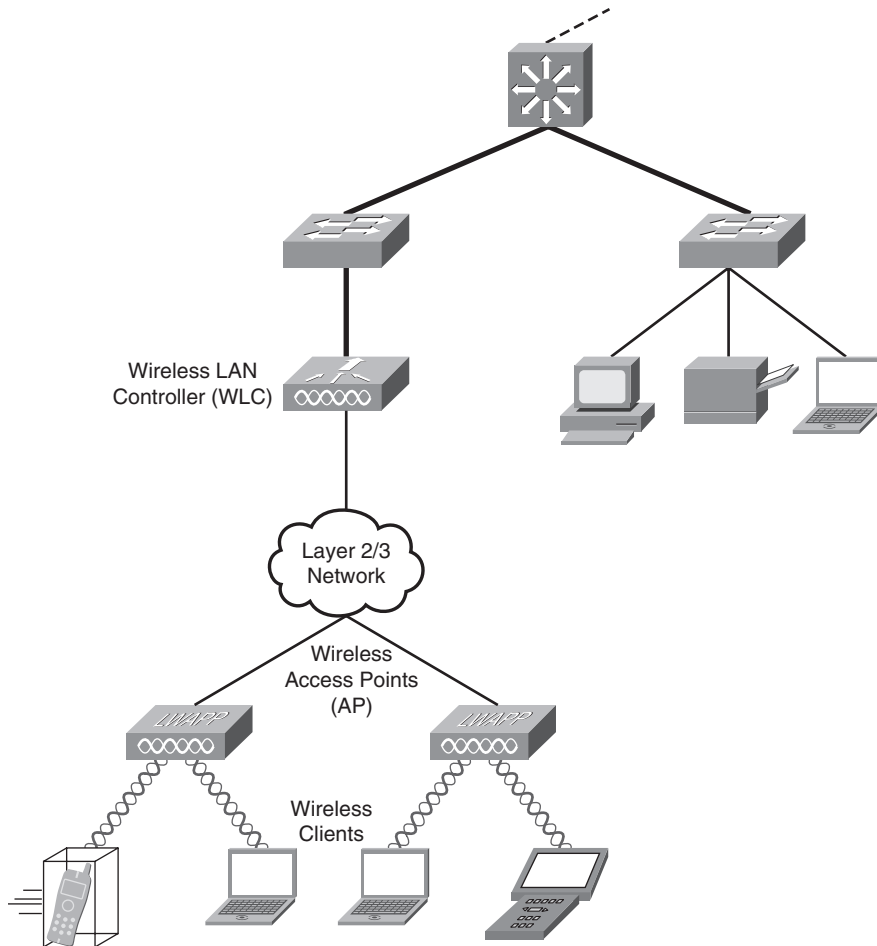 Wireless LAN
Controller (WLC)
Layer 2/3
Network
Wireless
Access Points
(AP)
LWAPP
LWAPP
Wireless
Clients